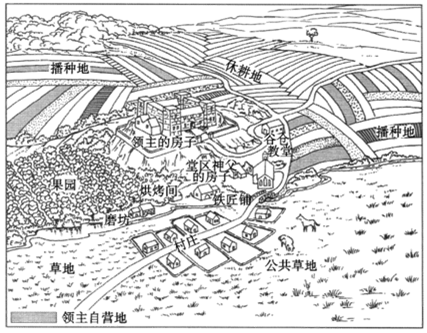 休耕地
播种地
领主的房子
谷仓
教堂
播种地
堂区神父
的房子
果园
烘烤间
铁匠铺
磨坊
村庄
草地
公共草地
领主自营地